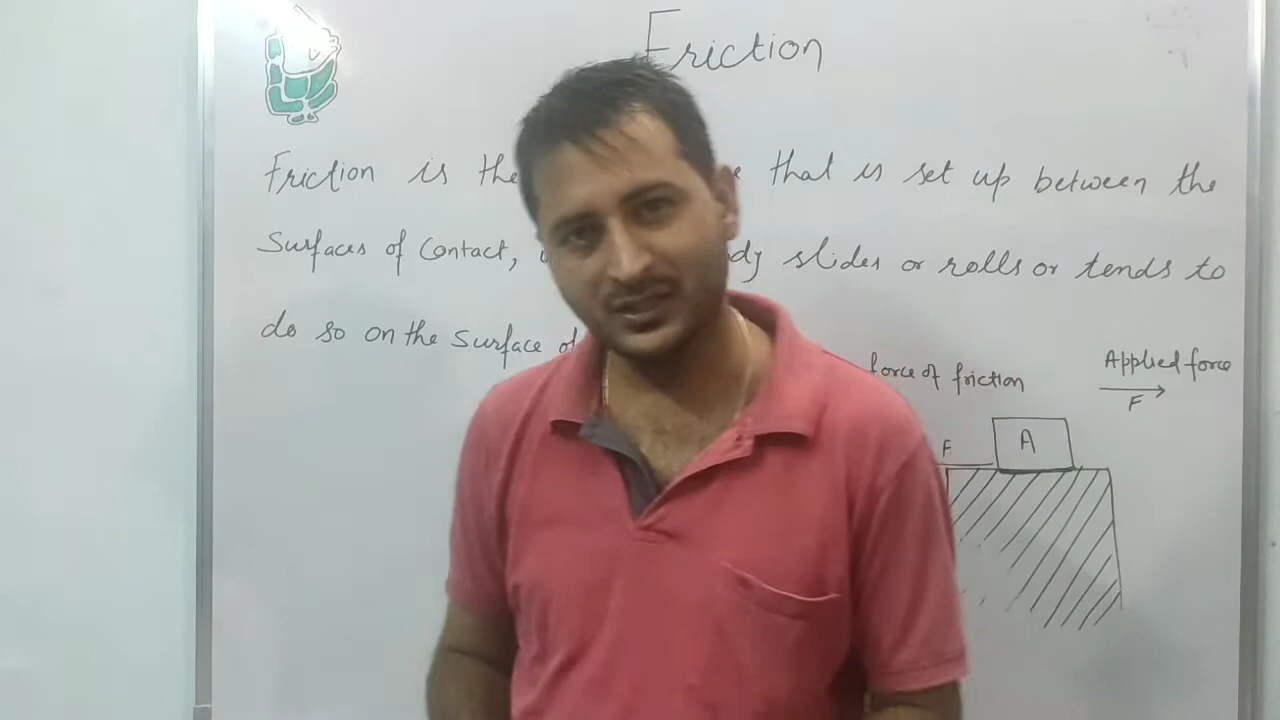 Friction
Friction is the that is set up between the
Surfaces of Contact, slides or rolls or tends to
do so on the Surface of
force of friction
Applied force
F
F
A